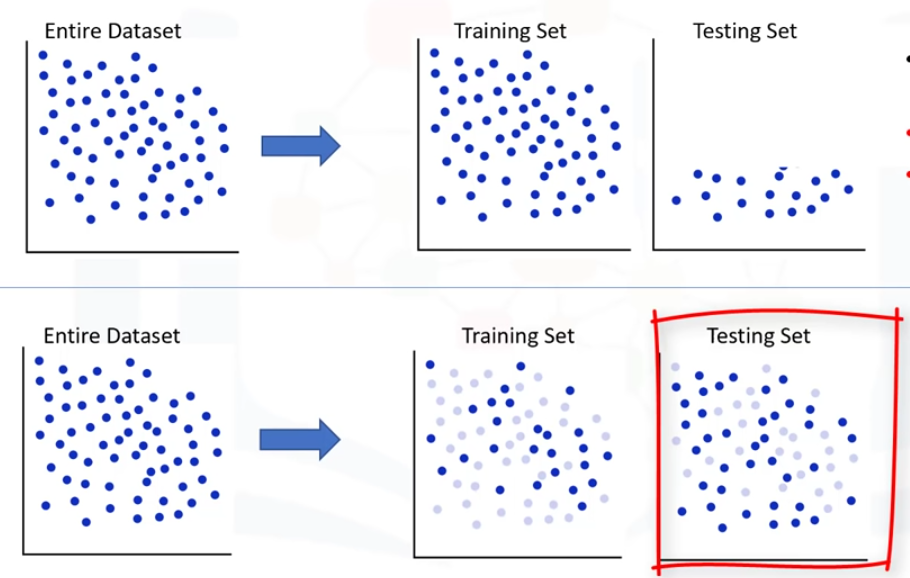 Entire Dataset
Training Set
Testing Set
Entire Dataset
Training Set
Testing Set